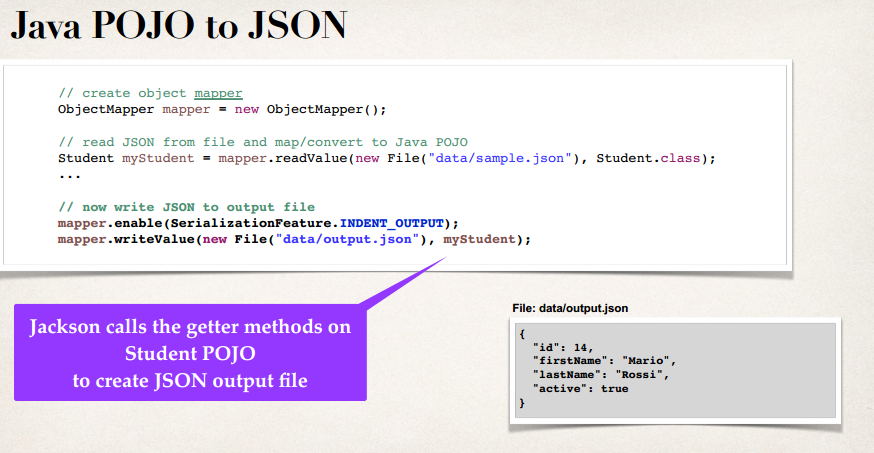 Java POJO to JSON
// create object mapper
ObjectMapper mapper = new ObjectMapper();
// read JSON from file and map/convert to Java POJO
Student myStudent = mapper.readValue(new File("data/sample.json"), Student.class);
...
// now write JSON to output file
mapper.enable(SerializationFeature.INDENT_OUTPUT);
mapper.writeValue(new File("data/output.json"), myStudent);
Jackson calls the getter methods on
Student POJO
to create JSON output file
File: data/output.json
{
"id": 14,
"firstName": "Mario",
"lastName": "Rossi",
"active": true
}